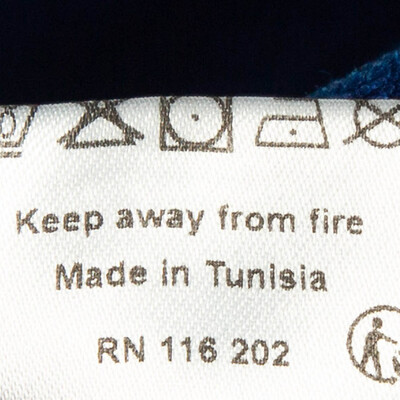 Keep away from fire
Made in Tunisia
RN 116 202